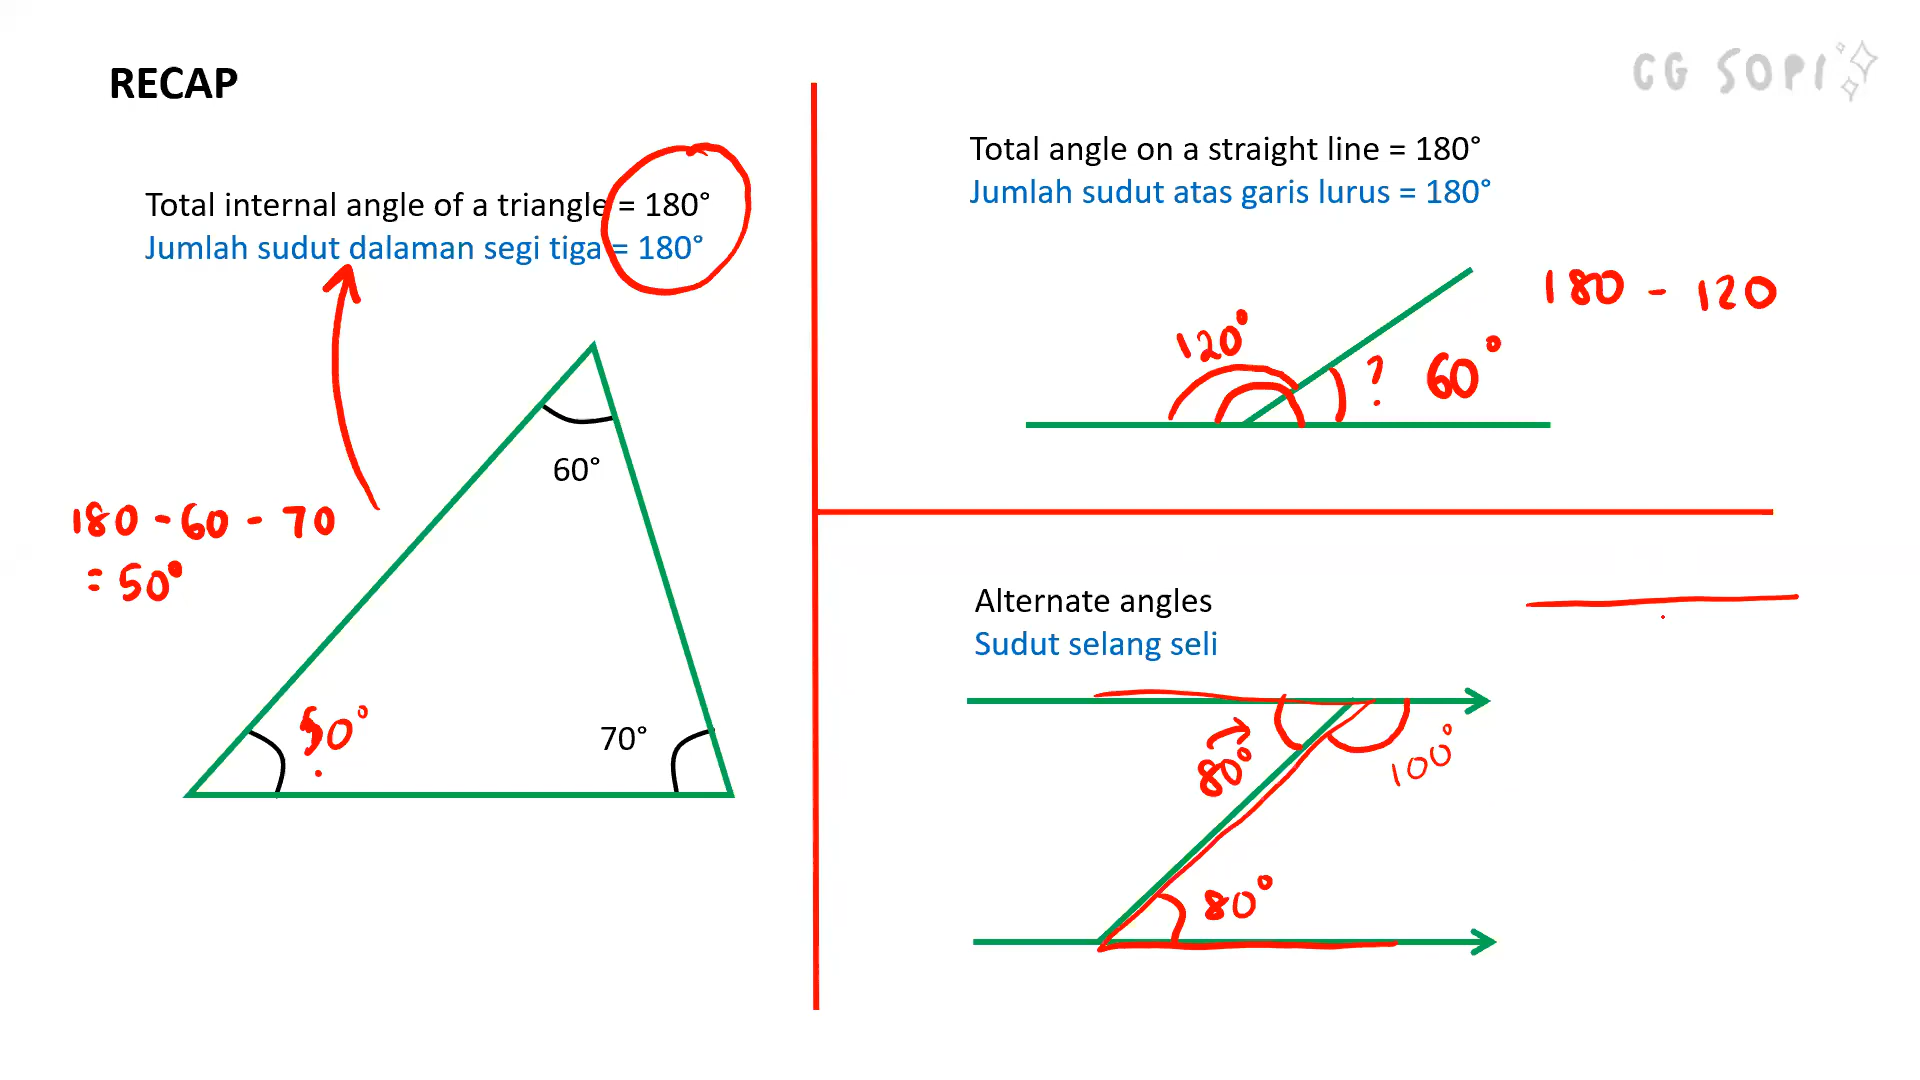 RECAP
CG SOPI
Total internal angle of a triangle = 180°
Jumlah sudut dalaman segi tiga = 180°
60°
180 - 60 - 70
= 50°
50°
70°
Total angle on a straight line = 180°
Jumlah sudut atas garis lurus = 180°
180 - 120
120°
? 60°
Alternate angles
Sudut selang seli
80°
100°
80°